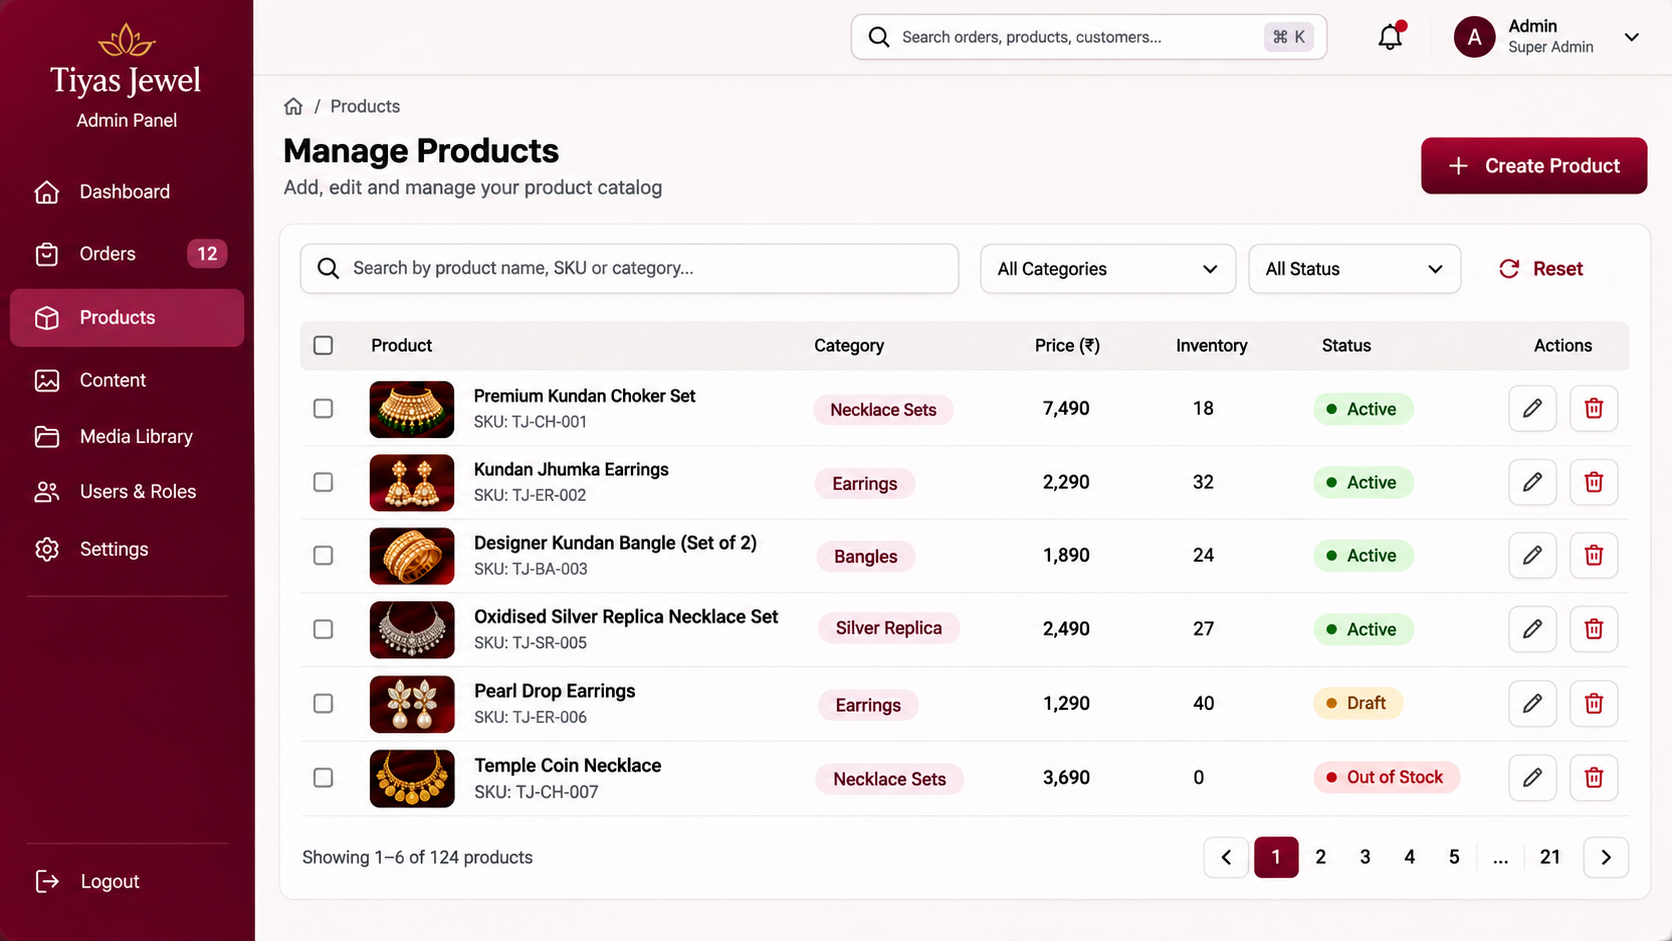 Tiyas Jewel
Admin Panel
Dashboard
Orders 12
Products
Content
Media Library
Users & Roles
Settings
Logout
Search orders, products, customers... ⌘ K
A
Admin
Super Admin
/ Products
Manage Products
Add, edit and manage your product catalog
+ Create Product
Search by product name, SKU or category...
All Categories
All Status
Reset
Product Category Price (₹) Inventory Status Actions
Premium Kundan Choker Set
SKU: TJ-CH-001
Necklace Sets 7,490 18 Active
Kundan Jhumka Earrings
SKU: TJ-ER-002
Earrings 2,290 32 Active
Designer Kundan Bangle (Set of 2)
SKU: TJ-BA-003
Bangles 1,890 24 Active
Oxidised Silver Replica Necklace Set
SKU: TJ-SR-005
Silver Replica 2,490 27 Active
Pearl Drop Earrings
SKU: TJ-ER-006
Earrings 1,290 40 Draft
Temple Coin Necklace
SKU: TJ-CH-007
Necklace Sets 3,690 0 Out of Stock
Showing 1–6 of 124 products
1 2 3 4 5 ... 21